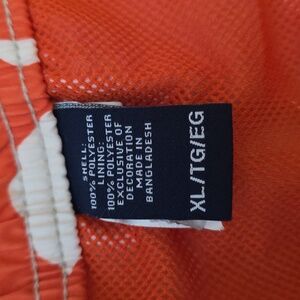 SHELL:
100% POLYESTER
LINING:
100% POLYESTER
EXCLUSIVE OF
DECORATION
MADE IN
BANGLADESH
XL/TG/EG